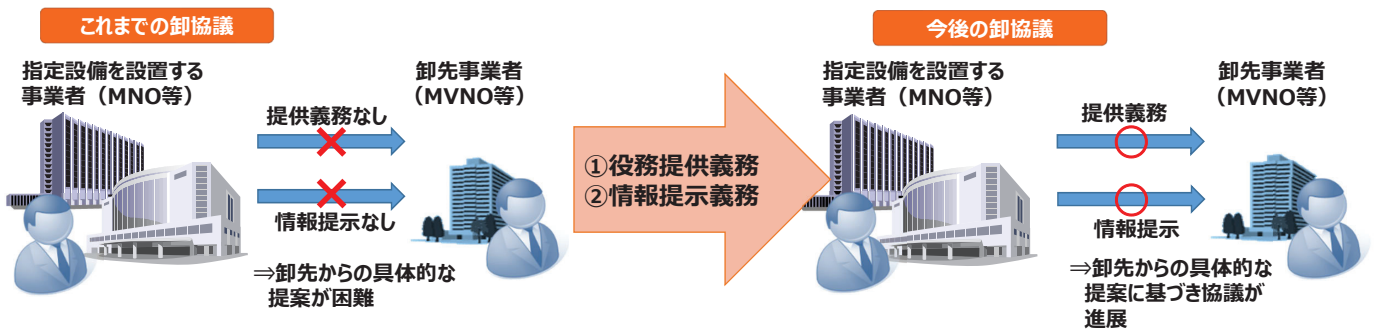 これまでの卸協議
指定設備を設置する
事業者（MNO等）
卸先事業者
（MVNO等）
提供義務なし
情報提示なし
⇒卸先からの具体的な
提案が困難
①役務提供義務
②情報提示義務
今後の卸協議
指定設備を設置する
事業者（MNO等）
卸先事業者
（MVNO等）
提供義務
情報提示
⇒卸先からの具体的な
提案に基づき協議が
進展